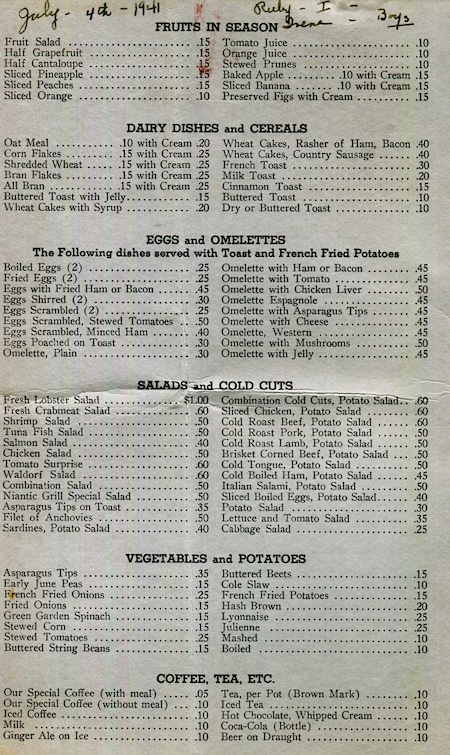 July - 4th - 1941
Ruby - I -
Irene - Boys
FRUITS IN SEASON
Fruit Salad .15
Half Grapefruit .15
Half Cantaloupe .15
Sliced Pineapple .15
Sliced Peaches .15
Sliced Orange .10
Tomato Juice .10
Orange Juice .10
Stewed Prunes .10
Baked Apple .10 with Cream .15
Sliced Banana .10 with Cream .15
Preserved Figs with Cream .15
DAIRY DISHES and CEREALS
Oat Meal .10 with Cream .20
Corn Flakes .15 with Cream .25
Shredded Wheat .15 with Cream .25
Bran Flakes .15 with Cream .25
All Bran .15 with Cream .25
Buttered Toast with Jelly .15
Wheat Cakes with Syrup .20
Wheat Cakes, Rasher of Ham, Bacon .40
Wheat Cakes, Country Sausage .40
French Toast .30
Milk Toast .20
Cinnamon Toast .15
Buttered Toast .10
Dry or Buttered Toast .10
EGGS and OMELETTES
The Following dishes served with Toast and French Fried Potatoes
Boiled Eggs (2) .25
Fried Eggs (2) .25
Eggs with Fried Ham or Bacon .45
Eggs Shirred (2) .30
Eggs Scrambled (2) .25
Eggs Scrambled, Stewed Tomatoes .50
Eggs Scrambled, Minced Ham .40
Eggs Poached on Toast .30
Omelette, Plain .30
Omelette with Ham or Bacon .45
Omelette with Tomato .45
Omelette with Chicken Liver .50
Omelette Espagnole .45
Omelette with Asparagus Tips .45
Omelette with Cheese .45
Omelette, Western .45
Omelette with Mushrooms .50
Omelette with Jelly .45
SALADS and COLD CUTS
Fresh Lobster Salad $1.00
Fresh Crabmeat Salad .60
Shrimp Salad .50
Tuna Fish Salad .50
Salmon Salad .40
Chicken Salad .50
Tomato Surprise .60
Waldorf Salad .60
Combination Salad .50
Niantic Grill Special Salad .50
Asparagus Tips on Toast .35
Filet of Anchovies .50
Sardines, Potato Salad .40
Combination Cold Cuts, Potato Salad .60
Sliced Chicken, Potato Salad .60
Cold Roast Beef, Potato Salad .60
Cold Roast Pork, Potato Salad .50
Cold Roast Lamb, Potato Salad .50
Brisket Corned Beef, Potato Salad .50
Cold Tongue, Potato Salad .50
Cold Boiled Ham, Potato Salad .45
Italian Salami, Potato Salad .50
Sliced Boiled Eggs, Potato Salad .40
Potato Salad .30
Lettuce and Tomato Salad .35
Cabbage Salad .25
VEGETABLES and POTATOES
Asparagus Tips .35
Early June Peas .15
French Fried Onions .25
Fried Onions .15
Green Garden Spinach .15
Stewed Corn .15
Stewed Tomatoes .25
Buttered String Beans .15
Buttered Beets .15
Cole Slaw .10
French Fried Potatoes .15
Hash Brown .20
Lyonnaise .25
Julienne .25
Mashed .10
Boiled .10
COFFEE, TEA, ETC.
Our Special Coffee (with meal) .05
Our Special Coffee (without meal) .10
Iced Coffee .10
Milk .10
Ginger Ale on Ice .10
Tea, per Pot (Brown Mark) .10
Iced Tea .10
Hot Chocolate, Whipped Cream .10
Coca-Cola (Bottle) .10
Beer on Draught .10